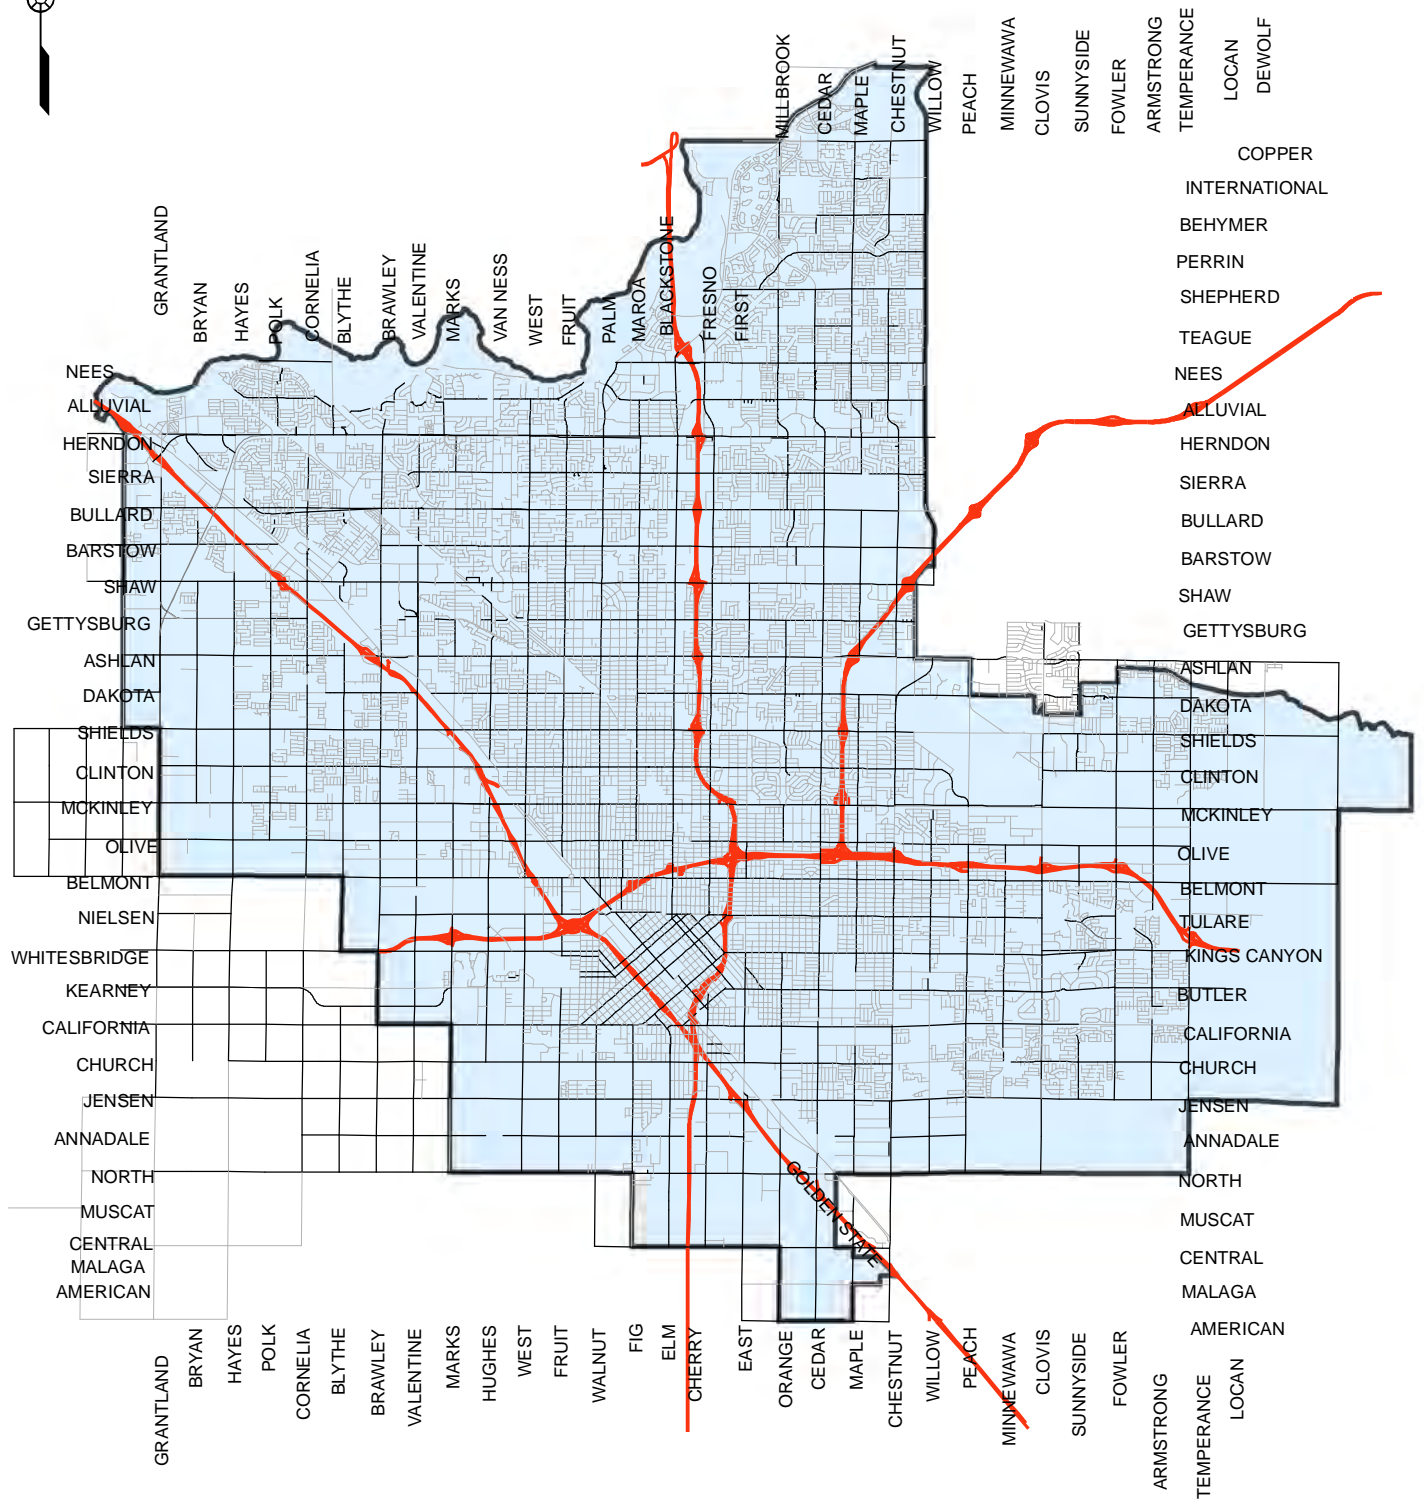 MILLBROOK
CEDAR
MAPLE
CHESTNUT
WILLOW
PEACH
MINNEWAWA
CLOVIS
SUNNYSIDE
FOWLER
ARMSTRONG
TEMPERANCE
LOCAN
DEWOLF
GRANTLAND
BRYAN
HAYES
POLK
CORNELIA
BLYTHE
BRAWLEY
VALENTINE
MARKS
VAN NESS
WEST
FRUIT
PALM
MAROA
BLACKSTONE
FRESNO
FIRST
COPPER
INTERNATIONAL
BEHYMER
PERRIN
SHEPHERD
TEAGUE
NEES
ALLUVIAL
HERNDON
SIERRA
BULLARD
BARSTOW
SHAW
GETTYSBURG
ASHLAN
DAKOTA
SHIELDS
CLINTON
MCKINLEY
OLIVE
BELMONT
TULARE
KINGS CANYON
BUTLER
CALIFORNIA
CHURCH
JENSEN
ANNADALE
NORTH
MUSCAT
CENTRAL
MALAGA
AMERICAN
NEES
ALLUVIAL
HERNDON
SIERRA
BULLARD
BARSTOW
SHAW
GETTYSBURG
ASHLAN
DAKOTA
SHIELDS
CLINTON
MCKINLEY
OLIVE
BELMONT
NIELSEN
WHITESBRIDGE
KEARNEY
CALIFORNIA
CHURCH
JENSEN
ANNADALE
NORTH
MUSCAT
CENTRAL
MALAGA
AMERICAN
GOLDEN STATE
GRANTLAND
BRYAN
HAYES
POLK
CORNELIA
BLYTHE
BRAWLEY
VALENTINE
MARKS
HUGHES
WEST
FRUIT
WALNUT
FIG
ELM
CHERRY
EAST
ORANGE
CEDAR
MAPLE
CHESTNUT
WILLOW
PEACH
MINNEWAWA
CLOVIS
SUNNYSIDE
FOWLER
ARMSTRONG
TEMPERANCE
LOCAN